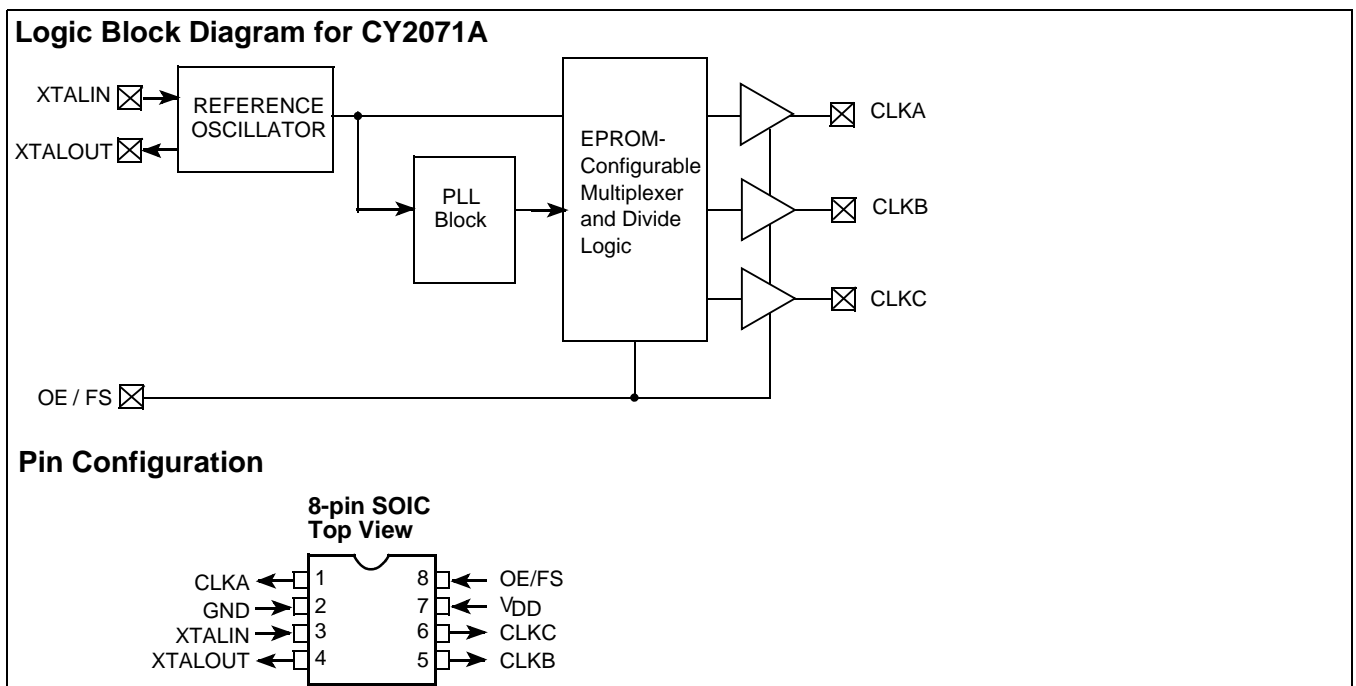 Logic Block Diagram for CY2071A
XTALIN
XTALOUT
REFERENCE
OSCILLATOR
PLL
Block
EPROM-
Configurable
Multiplexer
and Divide
Logic
CLKA
CLKB
CLKC
OE / FS
Pin Configuration
8-pin SOIC
Top View
CLKA 1 8 OE/FS
GND 2 7 VDD
XTALIN 3 6 CLKC
XTALOUT 4 5 CLKB